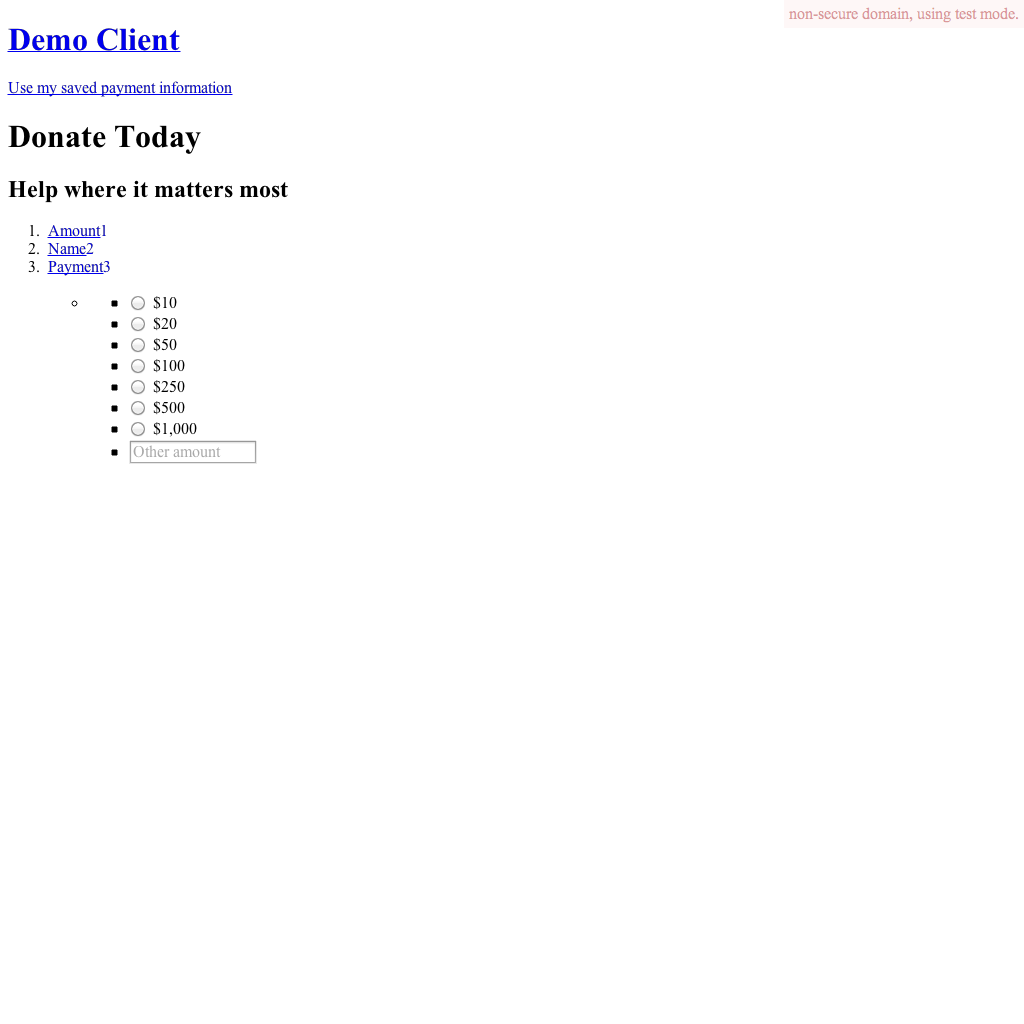 non-secure domain, using test mode.
Demo Client
Use my saved payment information
Donate Today
Help where it matters most
1. Amount1
2. Name2
3. Payment3
$10
$20
$50
$100
$250
$500
$1,000
Other amount